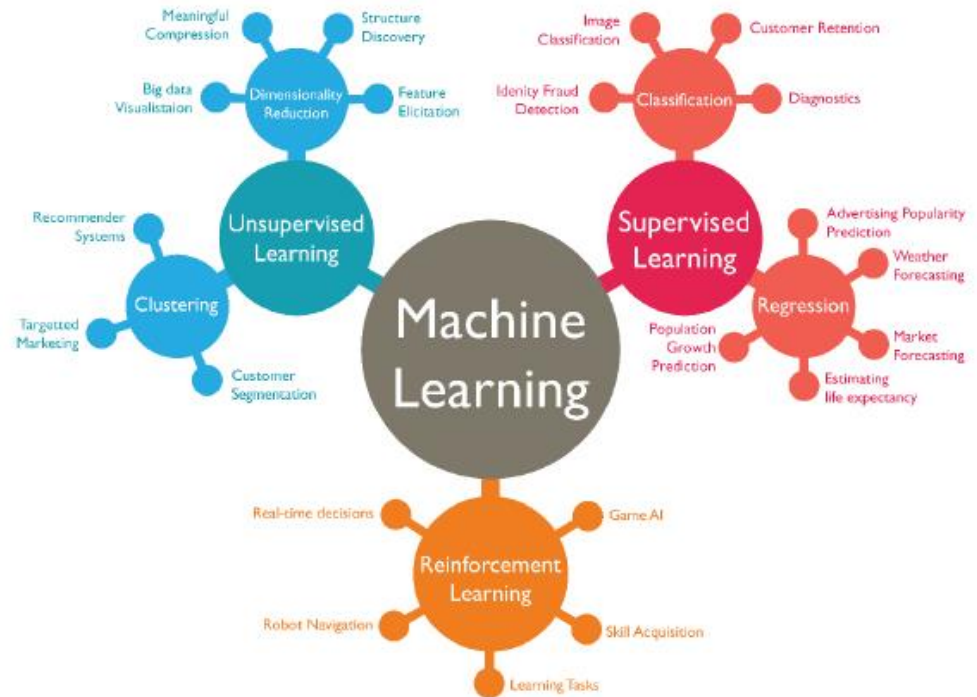 Meaningful
Compression
Structure
Discovery
Big data
Visualistaion
Dimensionality
Reduction
Feature
Elicitation
Image
Classification
Customer Retention
Idenity Fraud
Detection
Classification
Diagnostics
Recommender
Systems
Unsupervised
Learning
Clustering
Targetted
Marketing
Customer
Segmentation
Supervised
Learning
Advertising Popularity
Prediction
Weather
Forecasting
Regression
Population
Growth
Prediction
Market
Forecasting
Estimating
life expectancy
Machine
Learning
Real-time decisions
Game AI
Reinforcement
Learning
Robot Navigation
Skill Acquisition
Learning Tasks